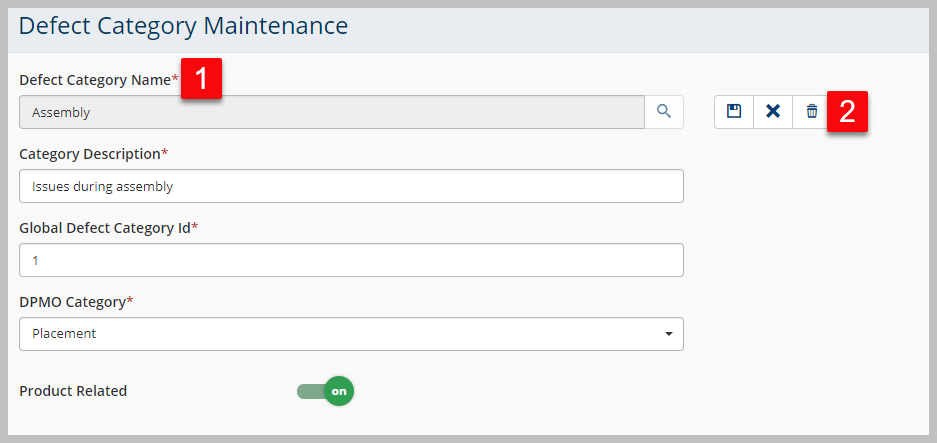 Defect Category Maintenance
Defect Category Name* 1
Assembly
2
Category Description*
Issues during assembly
Global Defect Category Id*
1
DPMO Category*
Placement
Product Related on